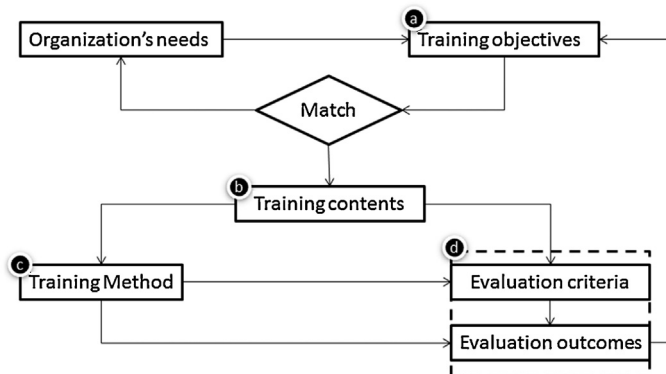 a
Organization's needs
Training objectives
Match
b
Training contents
c
d
Training Method
Evaluation criteria
Evaluation outcomes